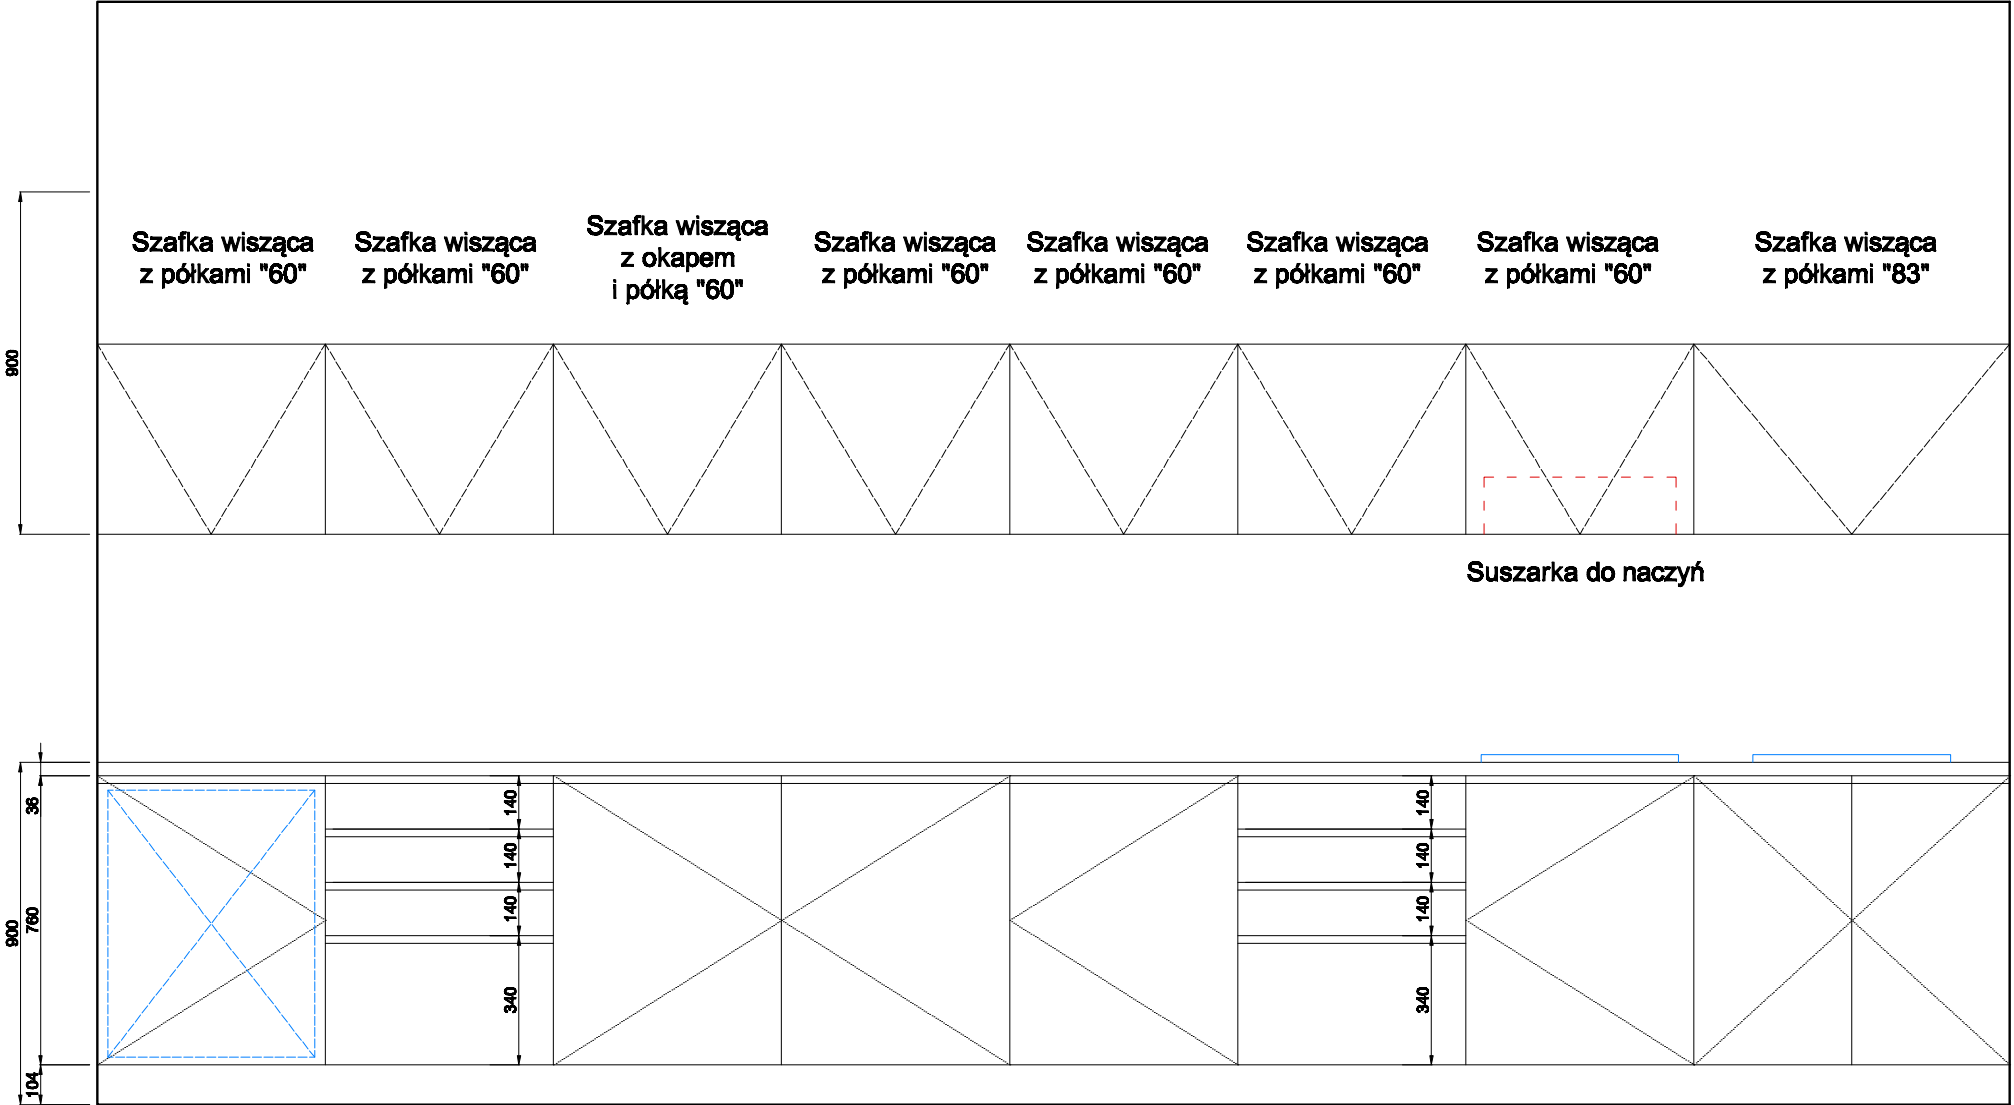 Szafka wisząca
z półkami "60"
Szafka wisząca
z półkami "60"
Szafka wisząca
z okapem
i półką "60"
Szafka wisząca
z półkami "60"
Szafka wisząca
z półkami "60"
Szafka wisząca
z półkami "60"
Szafka wisząca
z półkami "60"
Szafka wisząca
z półkami "83"
900
Suszarka do naczyń
36
900
760
104
140
140
140
340
140
140
140
340